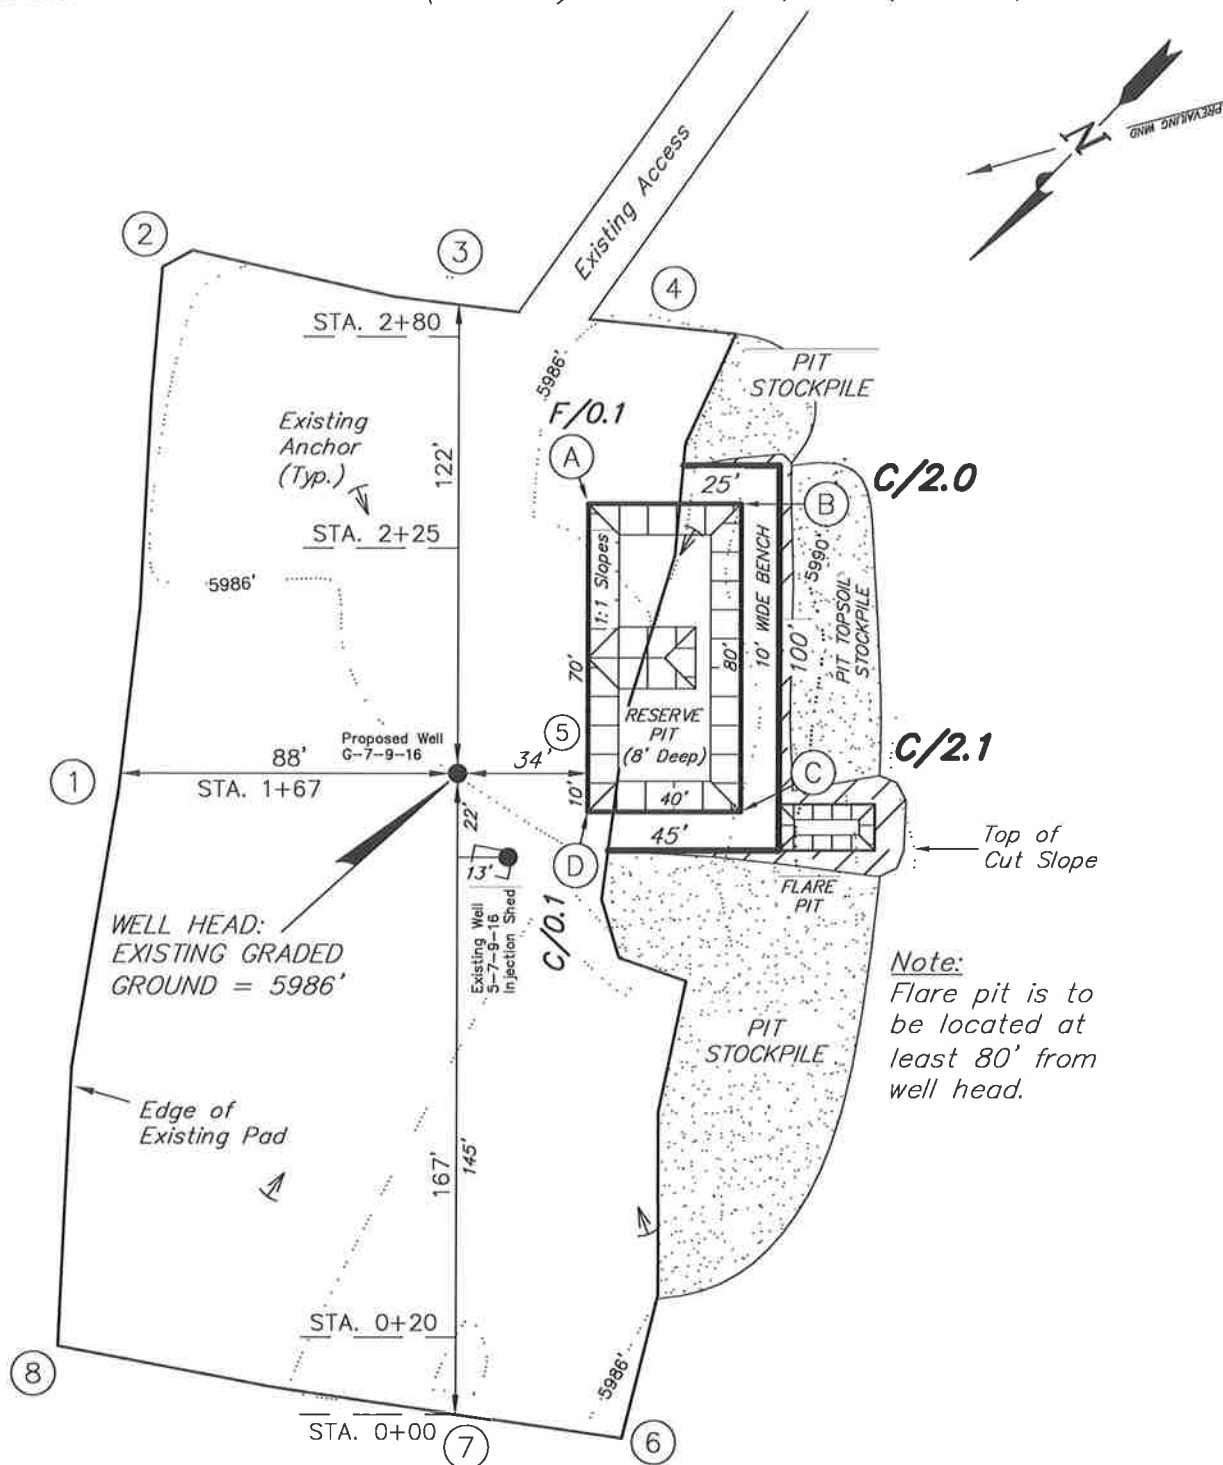 PREVAILING WIND
N
Existing Access
2
3
4
STA. 2+80
5986'
PIT
STOCKPILE
F/0.1
Existing
Anchor
(Typ.)
122'
A
25'
B
C/2.0
STA. 2+25
1:1 Slopes
5990'
5986'
10' WIDE BENCH
100'
PIT TOPSOIL
STOCKPILE
70'
80'
5
RESERVE
PIT
(8' Deep)
Proposed Well
G-7-9-16
C/2.1
1
88'
34'
STA. 1+67
C
10'
40'
22'
45'
Top of
Cut Slope
13'
D
FLARE
PIT
WELL HEAD:
EXISTING GRADED
GROUND = 5986'
Existing Well
5-7-9-16
Injection Shed
C/0.1
Note:
Flare pit is to
be located at
least 80' from
well head.
PIT
STOCKPILE
Edge of
Existing Pad
167'
145'
STA. 0+20
8
5986'
STA. 0+00
7
6